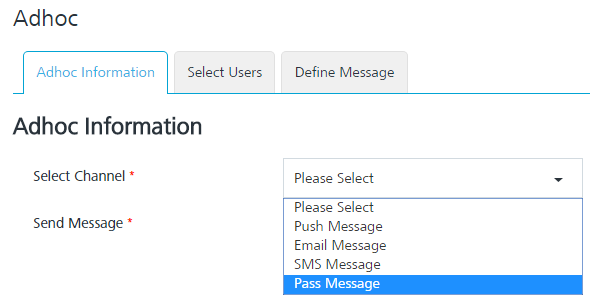 Adhoc
Adhoc Information Select Users Define Message
Adhoc Information
Select Channel * Please Select
Please Select
Send Message * Push Message
Email Message
SMS Message
Pass Message